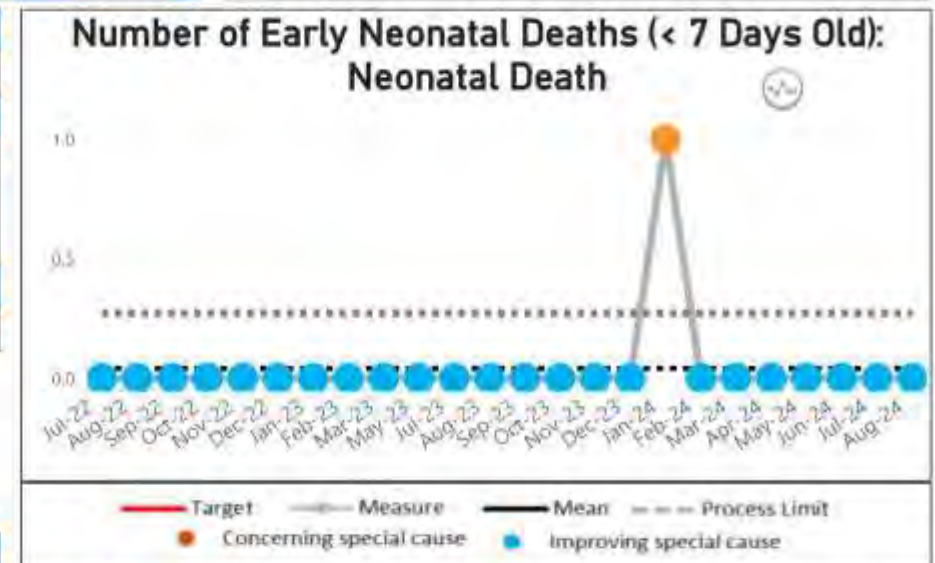 Number of Early Neonatal Deaths (< 7 Days Old):
Neonatal Death
1.0
0.5
0.0
Jul-22 Aug-22 Sep-22 Oct-22 Nov-22 Dec-22 Jan-23 Feb-23 Mar-23 May-23 Jul-23 Aug-23 Sep-23 Oct-23 Nov-23 Dec-23 Jan-24 Feb-24 Mar-24 Apr-24 May-24 Jun-24 Jul-24 Aug-24
Target Measure Mean Process Limit
Concerning special cause Improving special cause